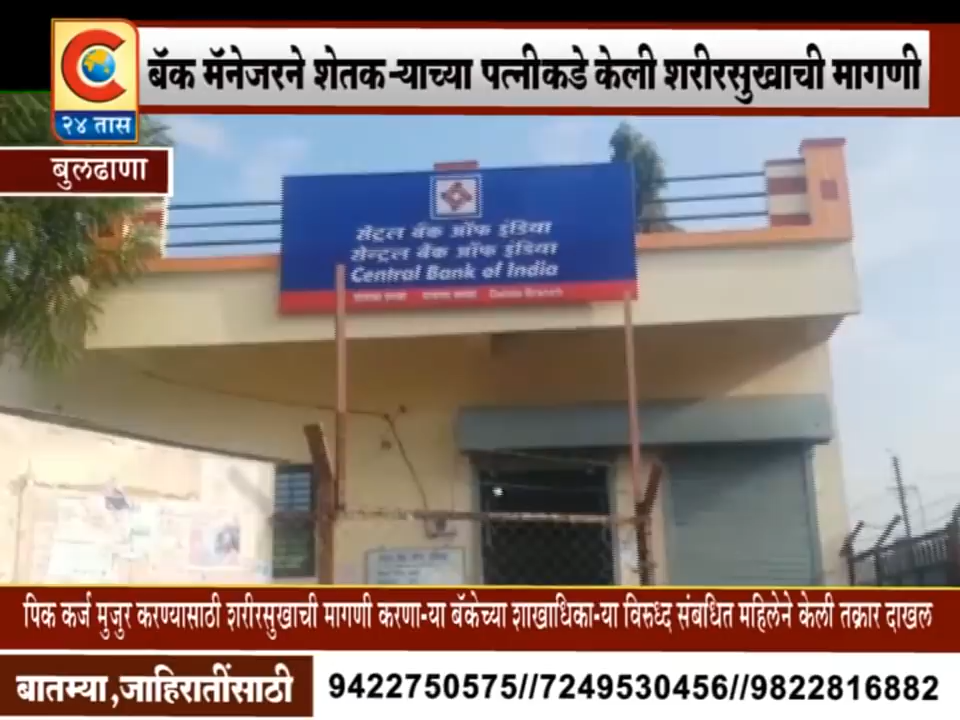 C
२४ तास
बॅक मॅनेजरने शेतक-याच्या पत्नीकडे केली शरीरसुखाची मागणी
बुलढाणा
सेंट्रल बँक ऑफ इंडिया
सेन्ट्रल बैंक ऑफ इंडिया
Central Bank of India
Branch
पिक कर्ज मुजुर करण्यासाठी शरीरसुखाची मागणी करणा-या बॅकेच्या शाखाधिका-या विरुध्द संबधित महिलेने केली तक्रार दाखल
बातम्या,जाहिरातींसाठी
9422750575//7249530456//9822816882